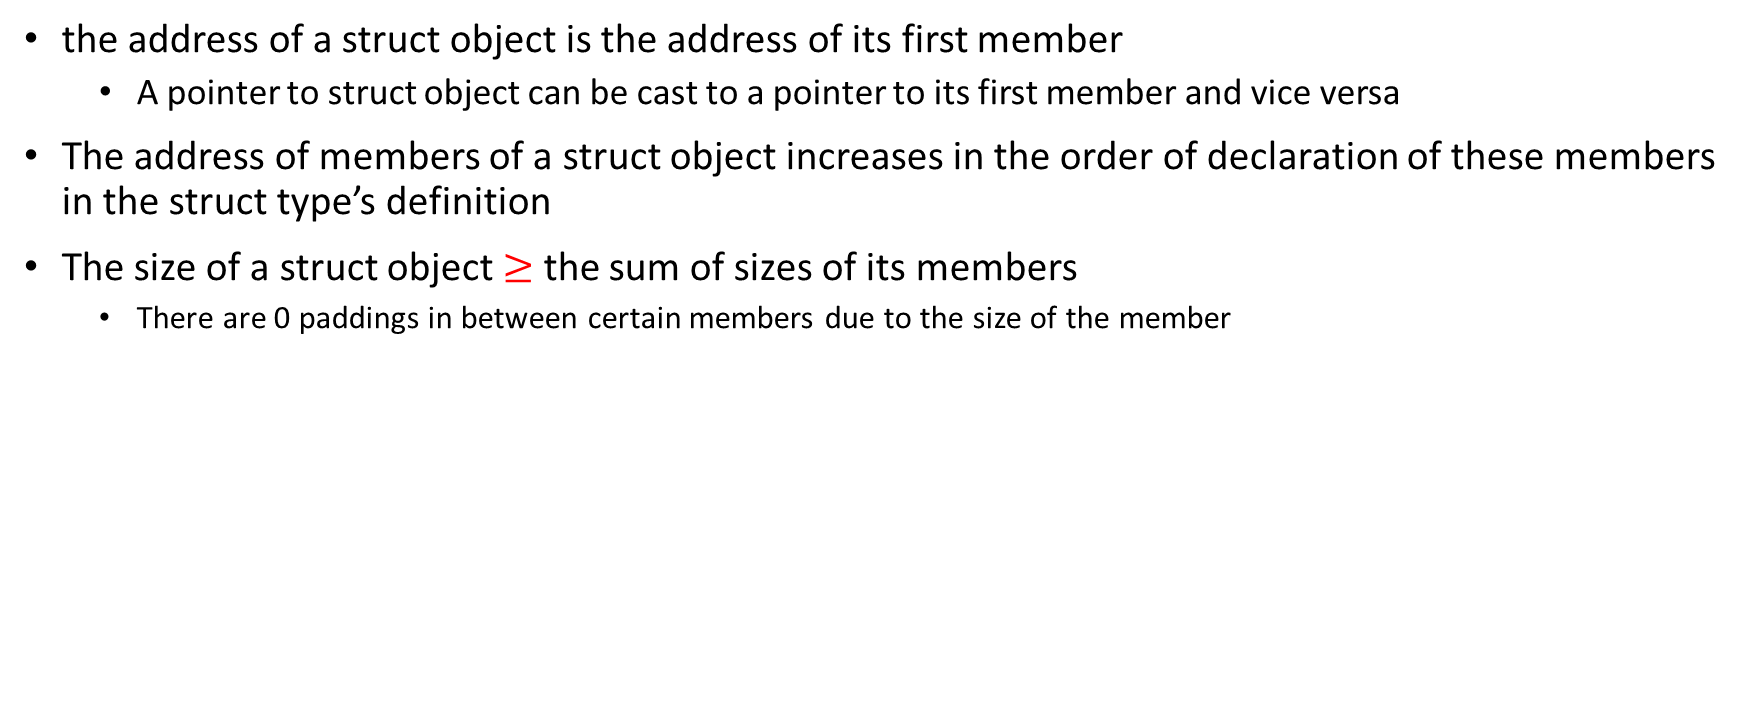 • the address of a struct object is the address of its first member
• A pointer to struct object can be cast to a pointer to its first member and vice versa
• The address of members of a struct object increases in the order of declaration of these members
in the struct type’s definition
• The size of a struct object ≥ the sum of sizes of its members
• There are 0 paddings in between certain members due to the size of the member